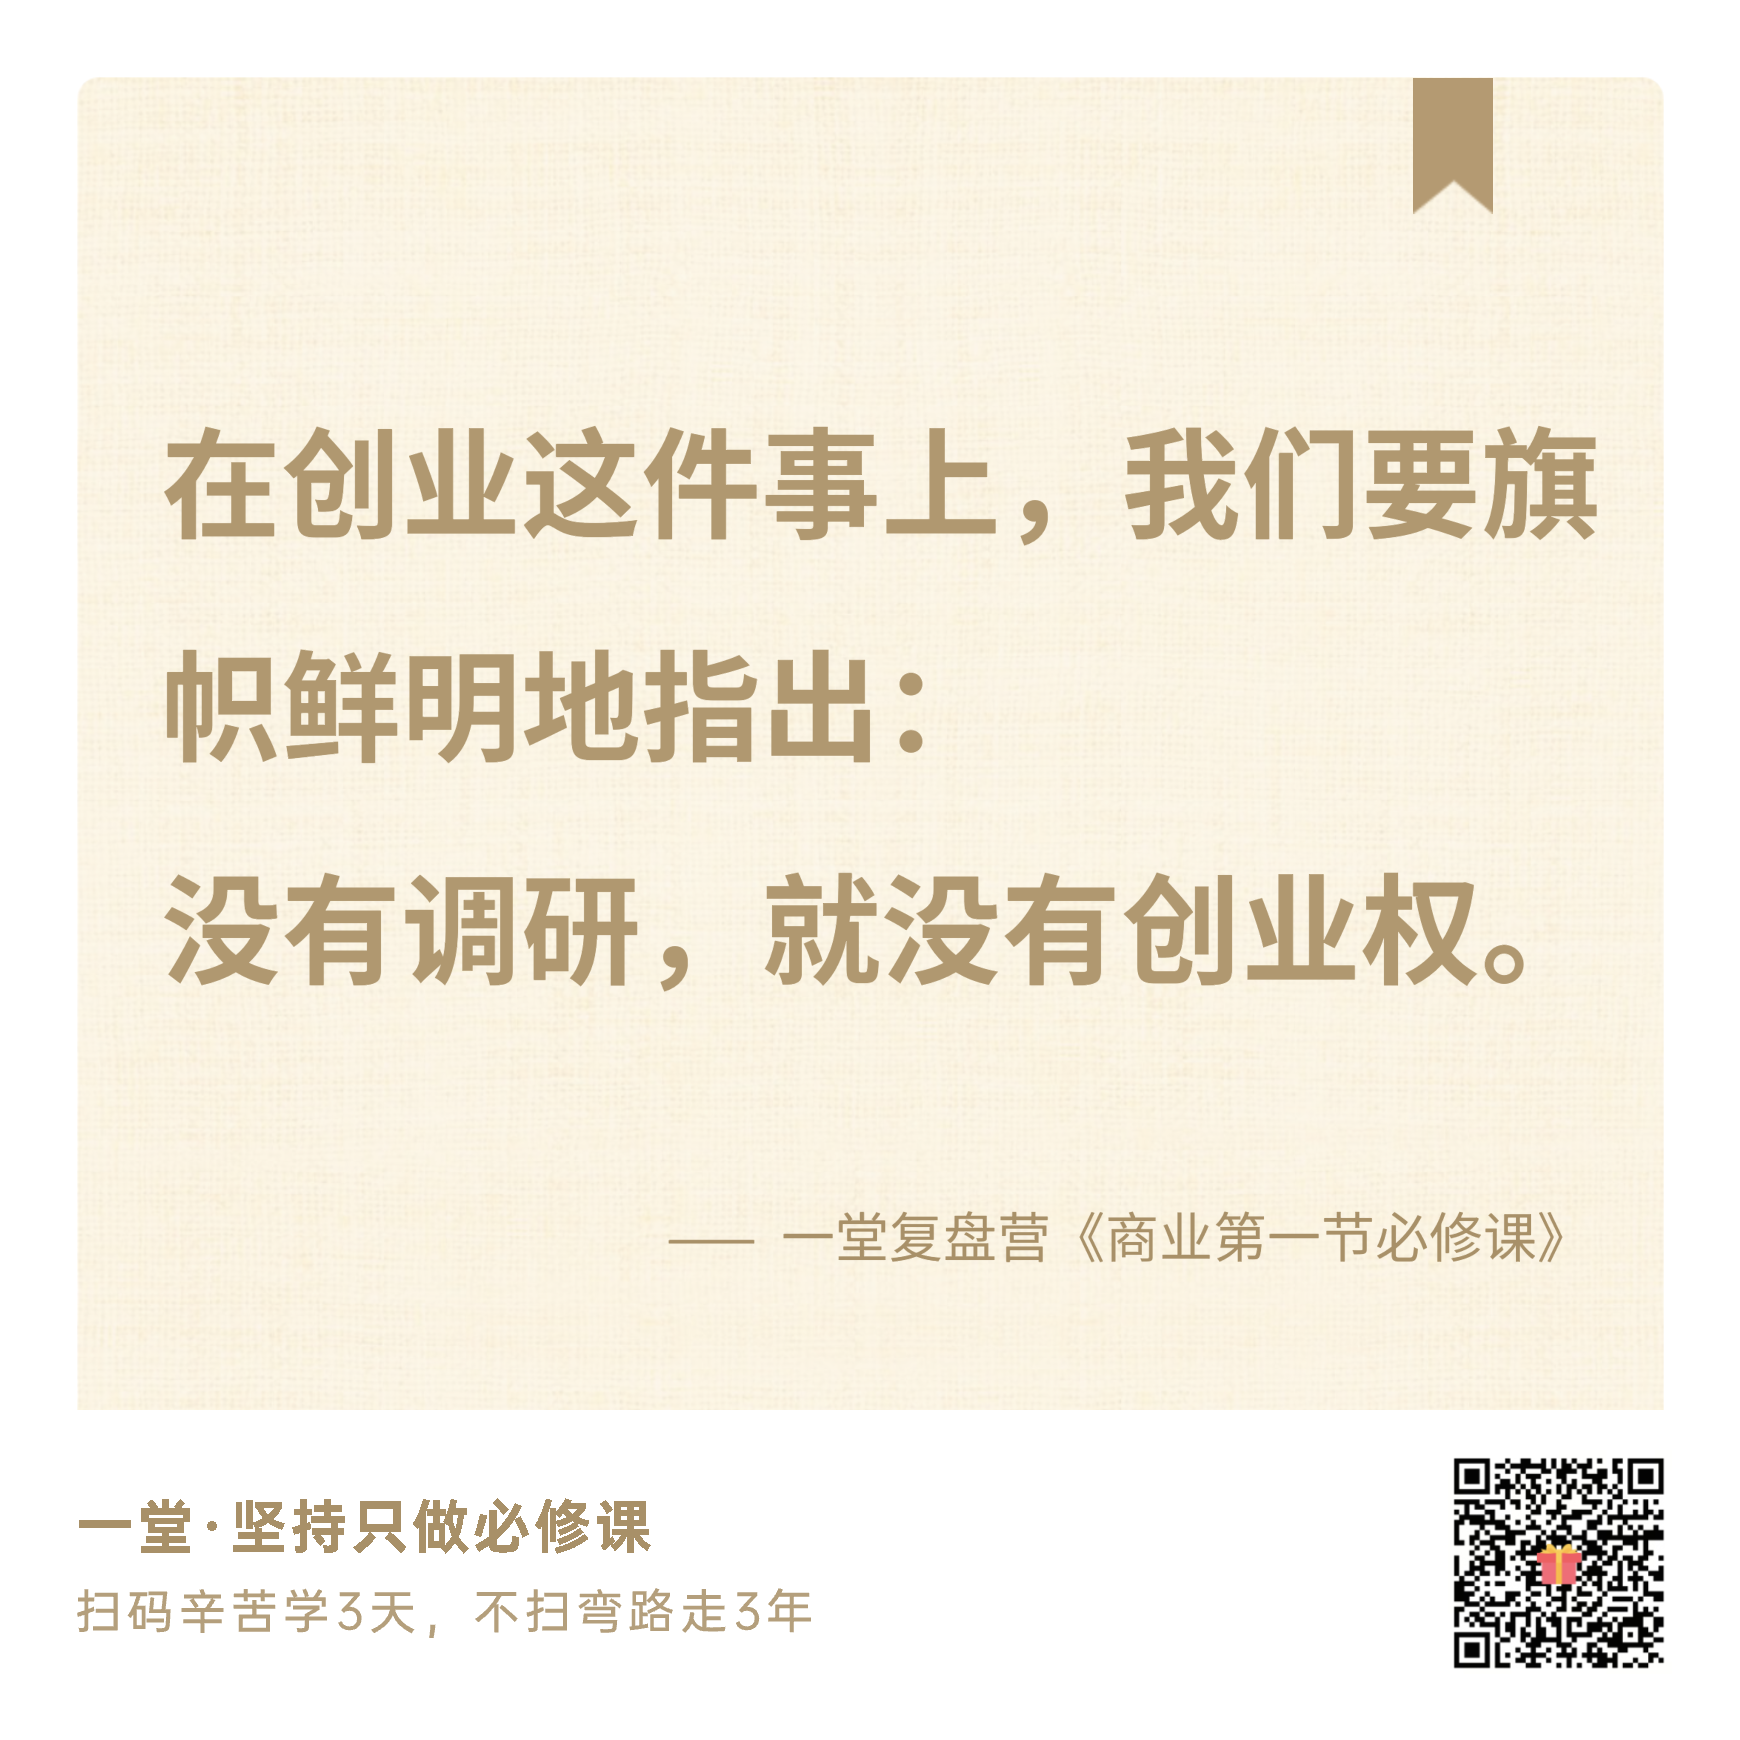 在创业这件事上，我们要旗
帜鲜明地指出：
没有调研，就没有创业权。
—— 一堂复盘营《商业第一节必修课》
一堂·坚持只做必修课
扫码辛苦学3天，不扫弯路走3年